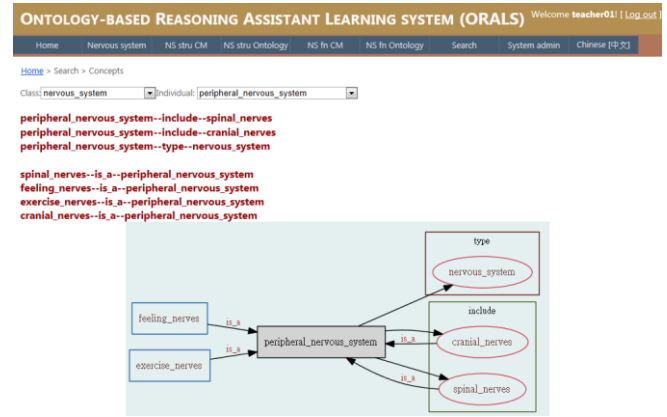 ONTOLOGY-BASED REASONING ASSISTANT LEARNING SYSTEM (ORALS) Welcome teacher01! [ Log out ]
Home Nervous system NS stru CM NS stru Ontology NS fn CM NS fn Ontology Search System admin Chinese [中文]
Home > Search > Concepts
Class: nervous_system Individual: peripheral_nervous_system
peripheral_nervous_system--include--spinal_nerves
peripheral_nervous_system--include--cranial_nerves
peripheral_nervous_system--type--nervous_system
spinal_nerves--is_a--peripheral_nervous_system
feeling_nerves--is_a--peripheral_nervous_system
exercise_nerves--is_a--peripheral_nervous_system
cranial_nerves--is_a--peripheral_nervous_system
type
nervous_system
include
feeling_nerves
is_a
peripheral_nervous_system
is_a
cranial_nerves
exercise_nerves
is_a
is_a
spinal_nerves